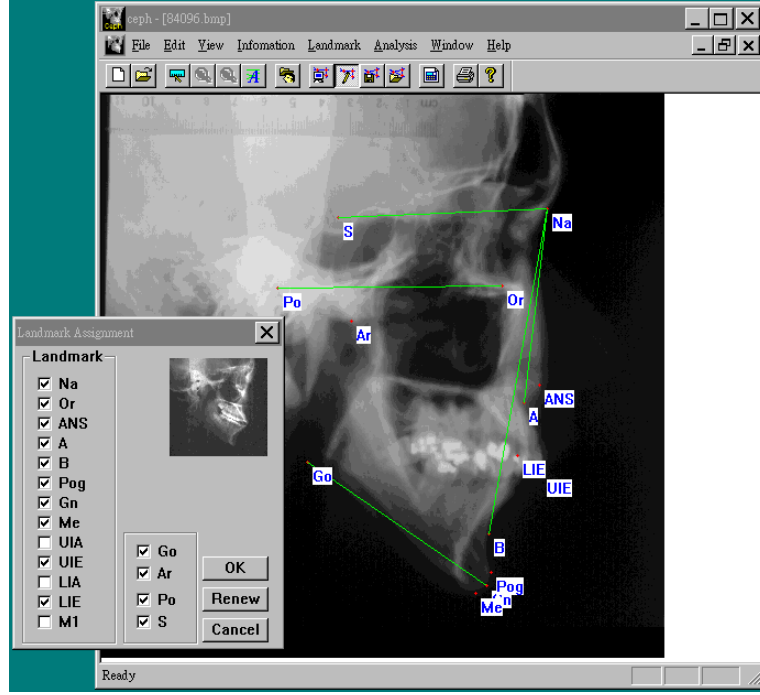 ceph - [84096.bmp]
File Edit View Infomation Landmark Analysis Window Help
S
Na
Po
Or
Ar
ANS
A
LIE
UIE
Go
B
Pog
Gn
Me
Landmark Assignment
Landmark
Na
Or
ANS
A
B
Pog
Gn
Me
UIA
UIE
LIA
LIE
M1
Go
Ar
Po
S
OK
Renew
Cancel
Ready